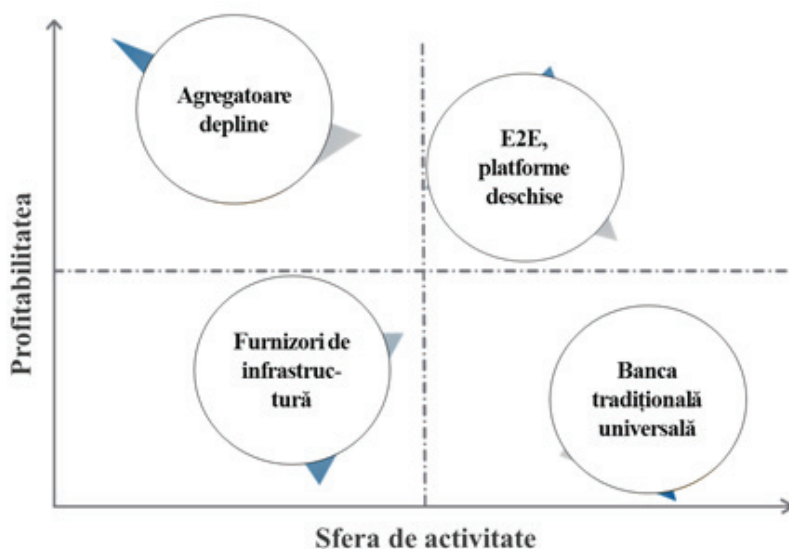 Agregatoare
depline
E2E,
platforme
deschise
Furnizori de
infrastruc-
tură
Banca
tradițională
universală
Profitabilitatea
Sfera de activitate